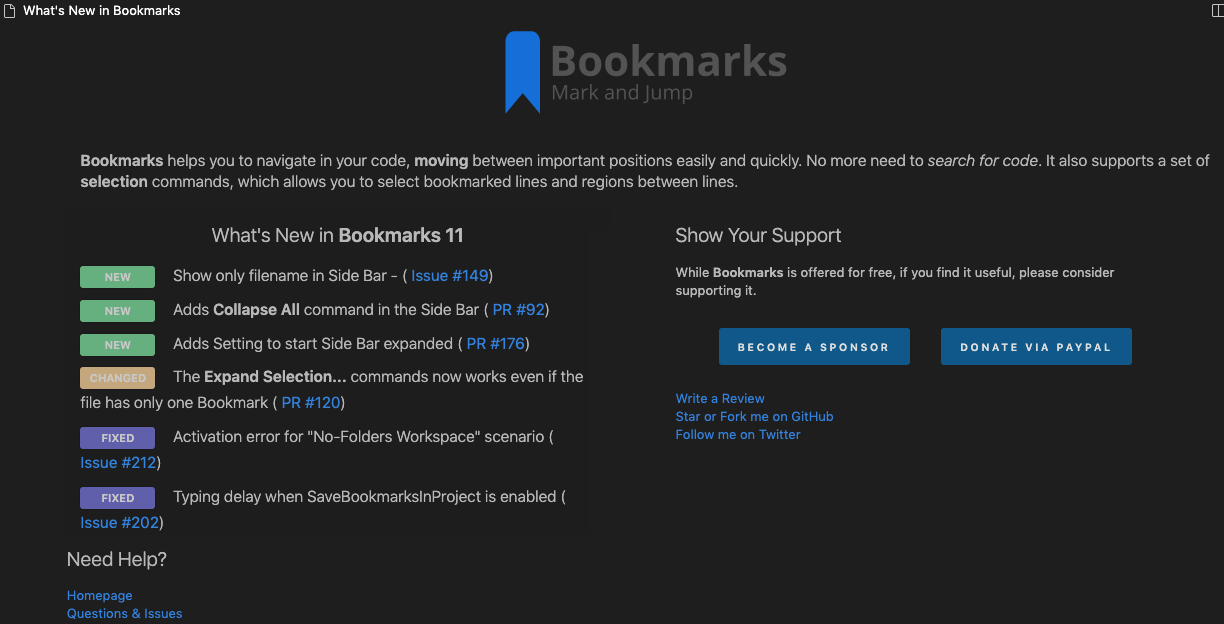 What's New in Bookmarks
Bookmarks
Mark and Jump
Bookmarks helps you to navigate in your code, moving between important positions easily and quickly. No more need to search for code. It also supports a set of
selection commands, which allows you to select bookmarked lines and regions between lines.
What's New in Bookmarks 11
NEW Show only filename in Side Bar - ( Issue #149)
NEW Adds Collapse All command in the Side Bar ( PR #92)
NEW Adds Setting to start Side Bar expanded ( PR #176)
CHANGED The Expand Selection... commands now works even if the
file has only one Bookmark ( PR #120)
FIXED Activation error for "No-Folders Workspace" scenario (
Issue #212)
FIXED Typing delay when SaveBookmarksInProject is enabled (
Issue #202)
Show Your Support
While Bookmarks is offered for free, if you find it useful, please consider
supporting it.
BECOME A SPONSOR DONATE VIA PAYPAL
Write a Review
Star or Fork me on GitHub
Follow me on Twitter
Need Help?
Homepage
Questions & Issues